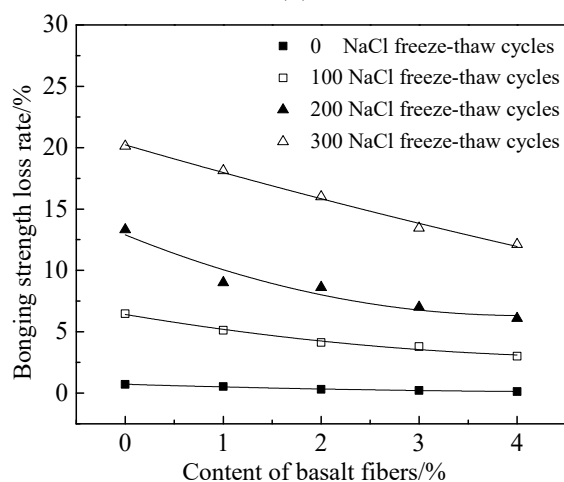 30
25
20
15
10
5
0
0 NaCl freeze-thaw cycles
100 NaCl freeze-thaw cycles
200 NaCl freeze-thaw cycles
300 NaCl freeze-thaw cycles
Bonging strength loss rate/%
0 1 2 3 4
Content of basalt fibers/%